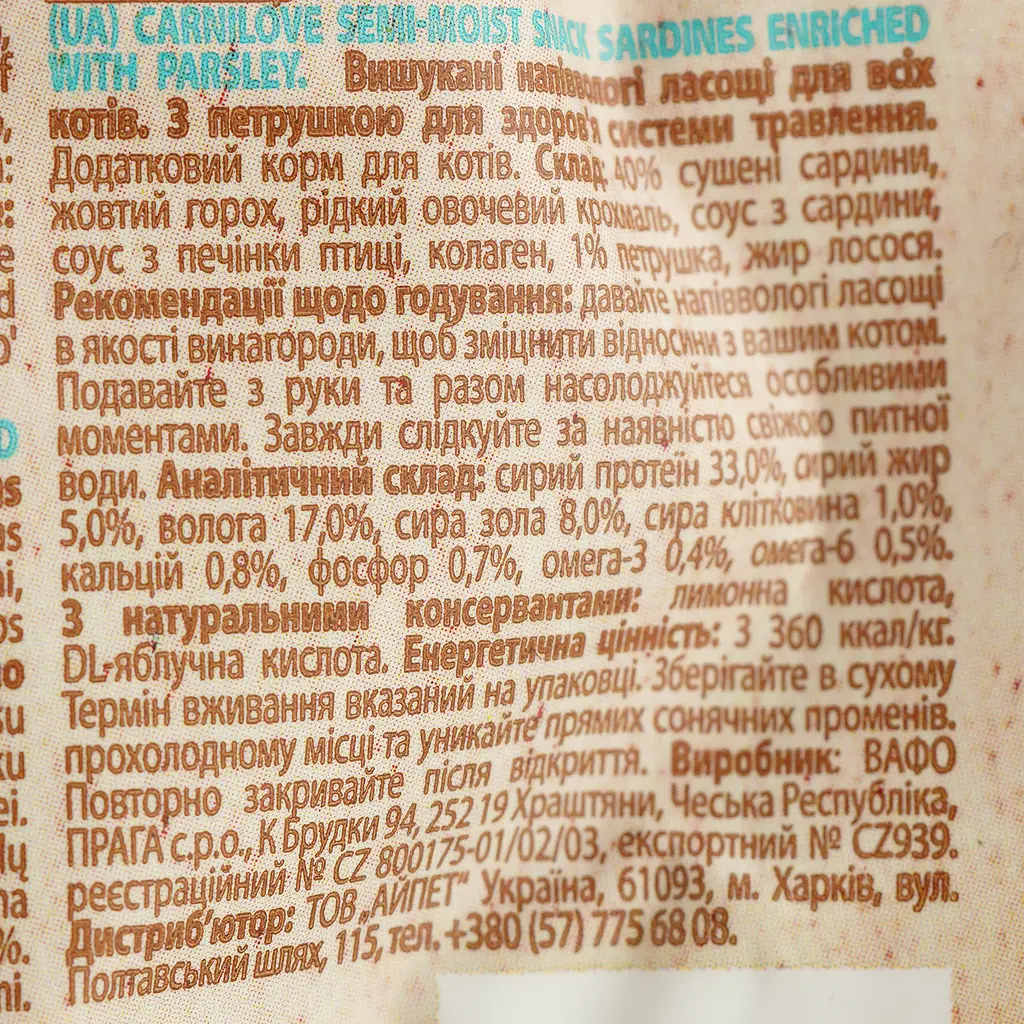 (UA) CARNILOVE SEMI-MOIST SNACK SARDINES ENRICHED
WITH PARSLEY. Вишукані напіввологі ласощі для всіх
котів. З петрушкою для здоров'я системи травлення.
Додатковий корм для котів. Склад: 40% сушені сардини,
жовтий горох, рідкий овочевий крохмаль, соус з сардини,
соус з печінки птиці, колаген, 1% петрушка, жир лосося.
Рекомендації щодо годування: давайте напіввологі ласощі
в якості винагороди, щоб зміцнити відносини з вашим котом.
Подавайте з руки та разом насолоджуйтеся особливими
моментами. Завжди слідкуйте за наявністю свіжою питної
води. Аналітичний склад: сирий протеїн 33,0%, сирий жир
5,0%, волога 17,0%, сира зола 8,0%, сира клітковина 1,0%,
кальцій 0,8%, фосфор 0,7%, омега-3 0,4%, омега-6 0,5%.
З натуральними консервантами: лимонна кислота,
DL-яблучна кислота. Енергетична цінність: 3 360 ккал/кг.
Термін вживання вказаний на упаковці. Зберігайте в сухому
прохолодному місці та уникайте прямих сонячних променів.
Повторно закривайте після відкриття. Виробник: ВАФО
ПРАГА с.р.о., К Брудки 94, 252 19 Храштяни, Чеська Республіка,
реєстраційний № CZ 800175-01/02/03, експортний № CZ939.
Дистриб'ютор: ТОВ „АЙПЕТ" Україна, 61093, м. Харків, вул.
Полтавський шлях, 115, тел. +380 (57) 775 68 08.